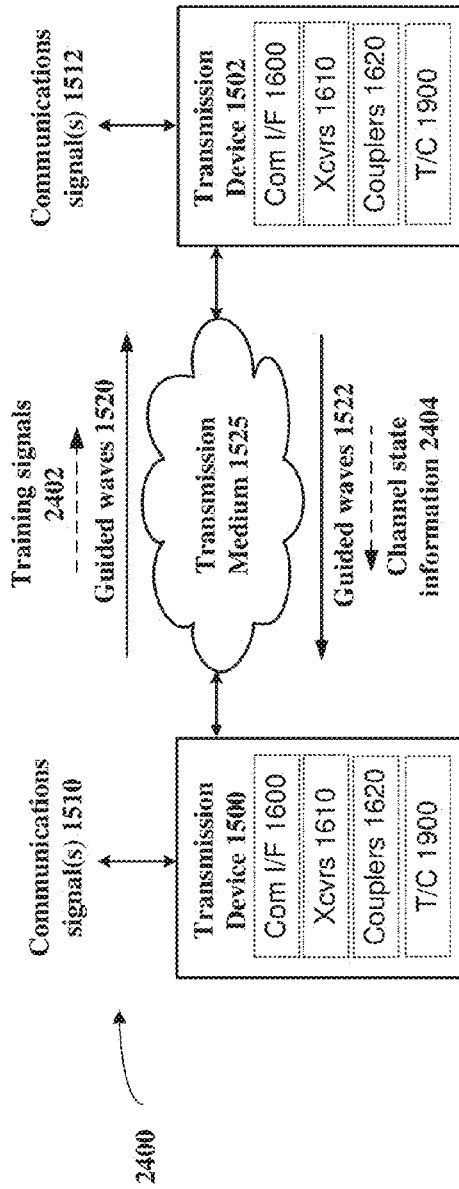 2400
Communications
signal(s) 1510
Transmission
Device 1500
Com I/F 1600
Xcvrs 1610
Couplers 1620
T/C 1900
Training signals
2402
Guided waves 1520
Transmission
Medium 1525
Guided waves 1522
Channel state
information 2404
Communications
signal(s) 1512
Transmission
Device 1502
Com I/F 1600
Xcvrs 1610
Couplers 1620
T/C 1900